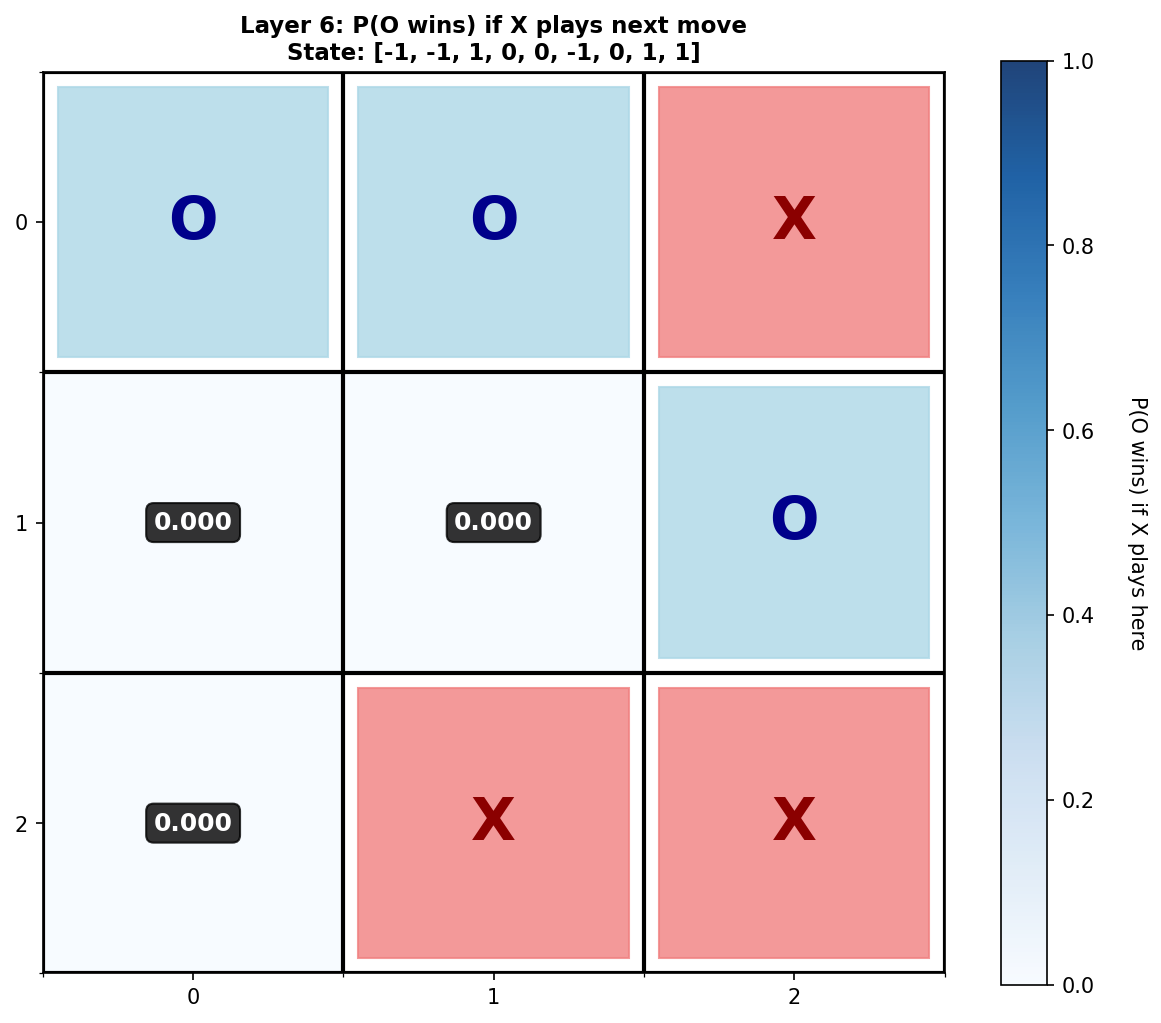 Layer 6: P(O wins) if X plays next move
State: [-1, -1, 1, 0, 0, -1, 0, 1, 1]
0
O
O
X
1
0.000
0.000
O
2
0.000
X
X
0
1
2
1.0
0.8
0.6
0.4
0.2
0.0
P(O wins) if X plays here